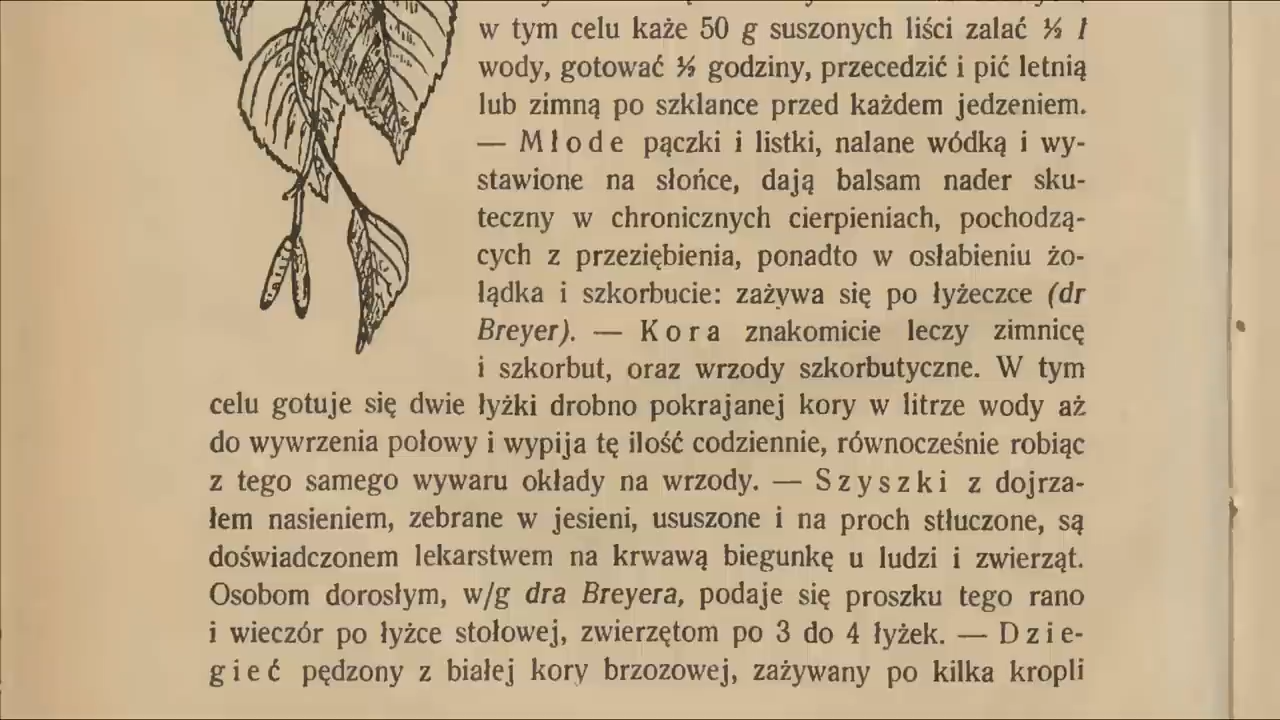 w tym celu każe 50 g suszonych liści zalać ½ l
wody, gotować ½ godziny, przecedzić i pić letnią
lub zimną po szklance przed każdem jedzeniem.
— Młode pączki i listki, nalane wódką i wy-
stawione na słońce, dają balsam nader sku-
teczny w chronicznych cierpieniach, pochodzą-
cych z przeziębienia, ponadto w osłabieniu żo-
łądka i szkorbucie: zażywa się po łyżeczce (dr
Breyer). — Kora znakomicie leczy zimnicę
i szkorbut, oraz wrzody szkorbutyczne. W tym
celu gotuje się dwie łyżki drobno pokrajanej kory w litrze wody aż
do wywrzenia połowy i wypija tę ilość codziennie, równocześnie robiąc
z tego samego wywaru okłady na wrzody. — Szyszki z dojrza-
łem nasieniem, zebrane w jesieni, ususzone i na proch stłuczone, są
doświadczonem lekarstwem na krwawą biegunkę u ludzi i zwierząt.
Osobom dorosłym, w/g dra Breyera, podaje się proszku tego rano
i wieczór po łyżce stołowej, zwierzętom po 3 do 4 łyżek. — Dzie-
gieć pędzony z białej kory brzozowej, zażywany po kilka kropli